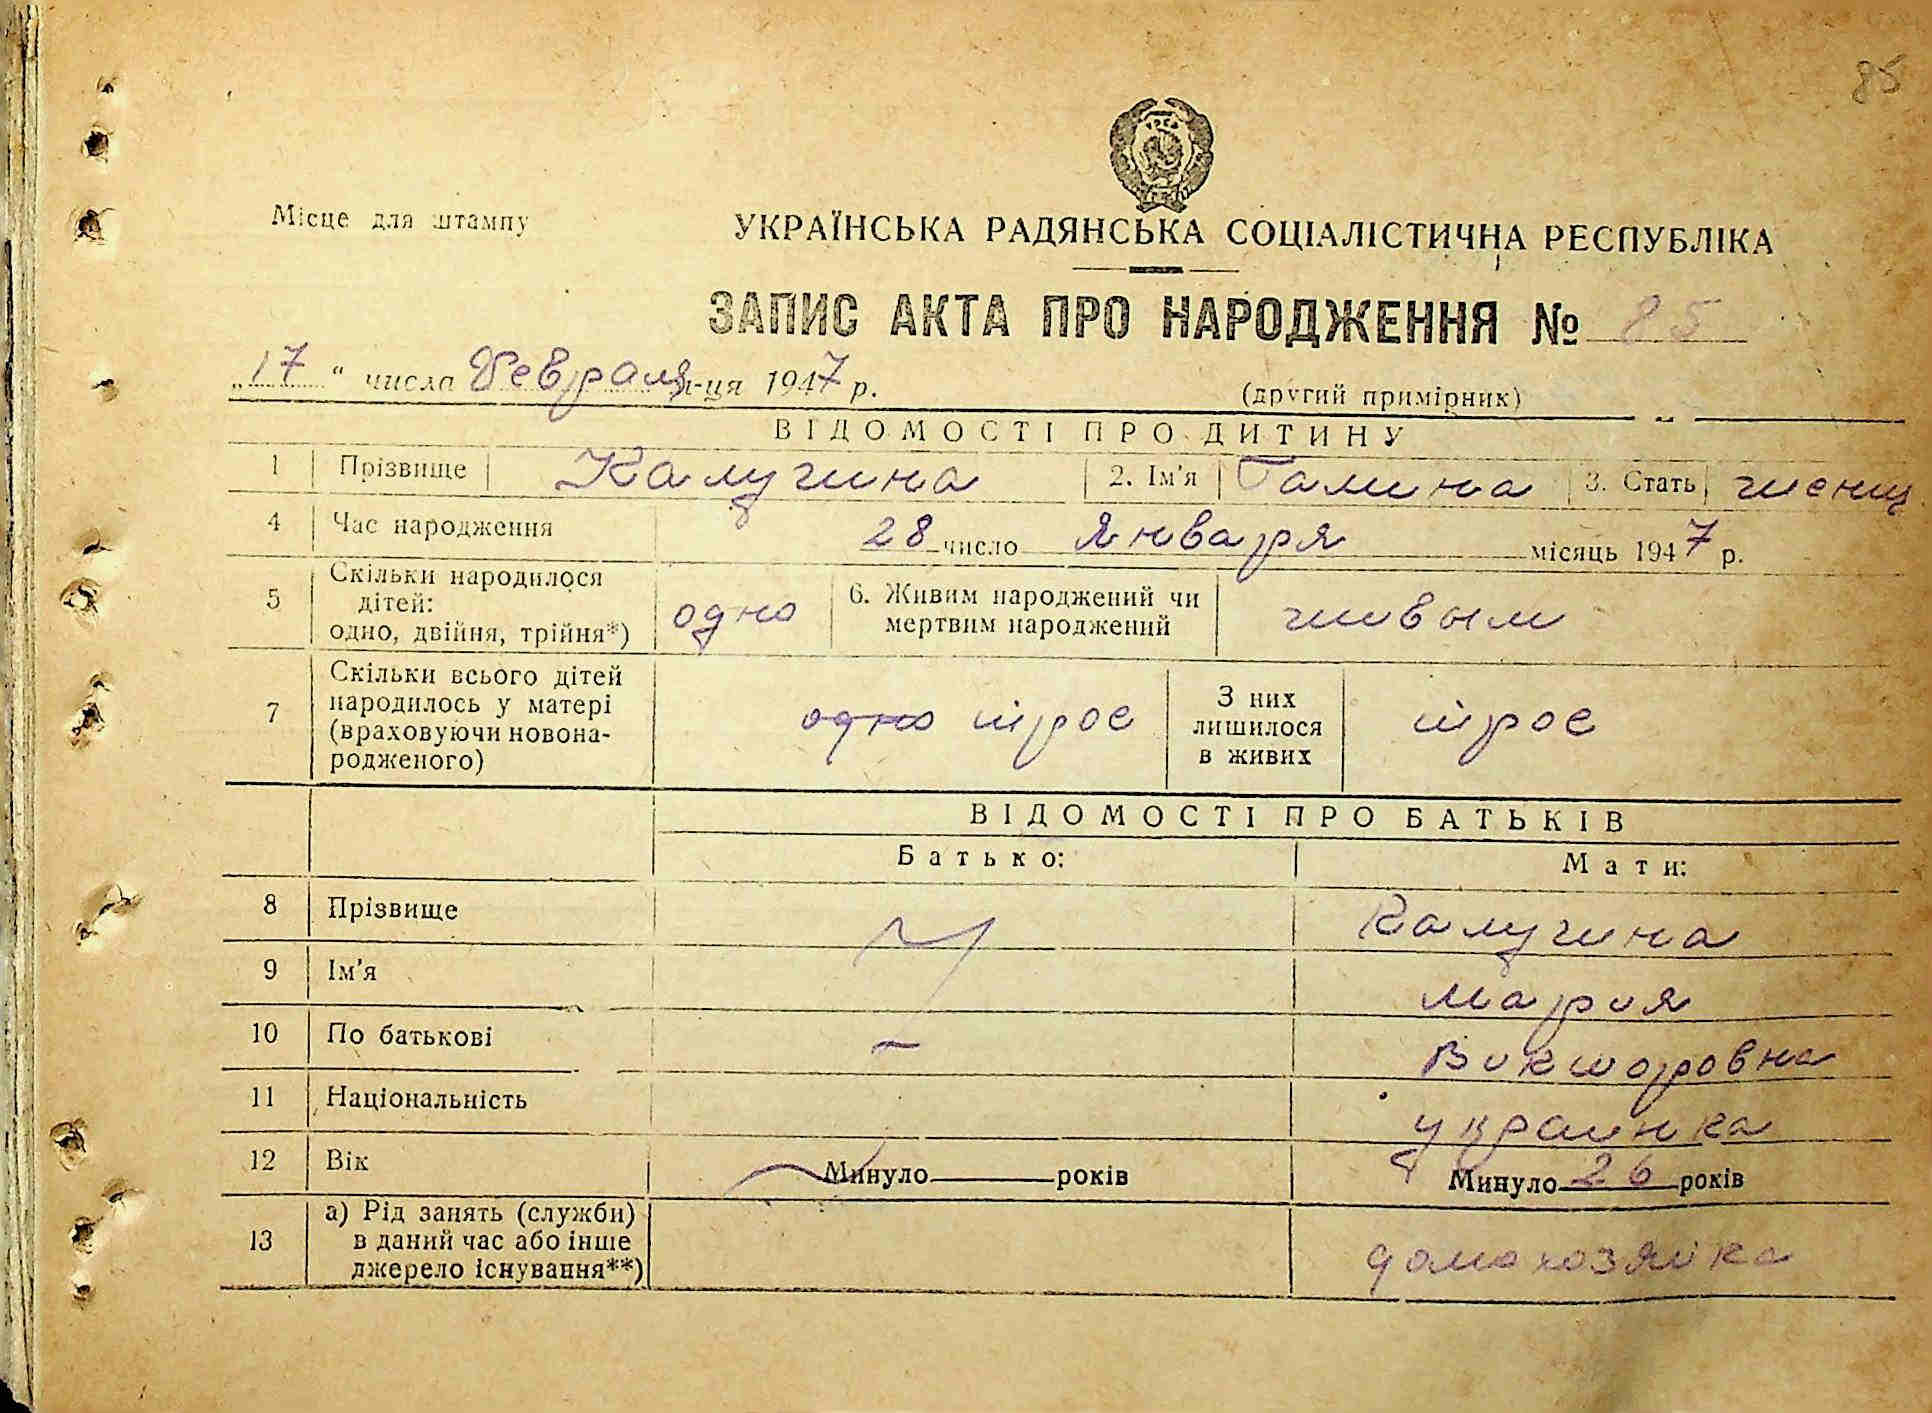 85
УРСР
Місце для штампу
УКРАЇНСЬКА РАДЯНСЬКА СОЦІАЛІСТИЧНА РЕСПУБЛІКА
ЗАПИС АКТА ПРО НАРОДЖЕННЯ № 85
„17“ числа Февраля м-ця 1947 р.
(другий примірник)
ВІДОМОСТІ ПРО ДИТИНУ
1 Прізвище Калугина 2. Ім'я Галина 3. Стать женщ
4 Час народження 28 число Января місяць 1947 р.
5 Скільки народилося дітей: одно, двійня, трійня*) одно 6. Живим народжений чи мертвим народжений живым
7 Скільки всього дітей народилось у матері (враховуючи новонародженого) одно трое З них лишилося в живих трое
ВІДОМОСТІ ПРО БАТЬКІВ
Батько: Мати:
8 Прізвище Калугина
9 Ім'я Мария
10 По батькові — Викторовна
11 Національність украинка
12 Вік Минуло років Минуло 26 років
13 а) Рід занять (служби) в даний час або інше джерело існування**) домохозяйка